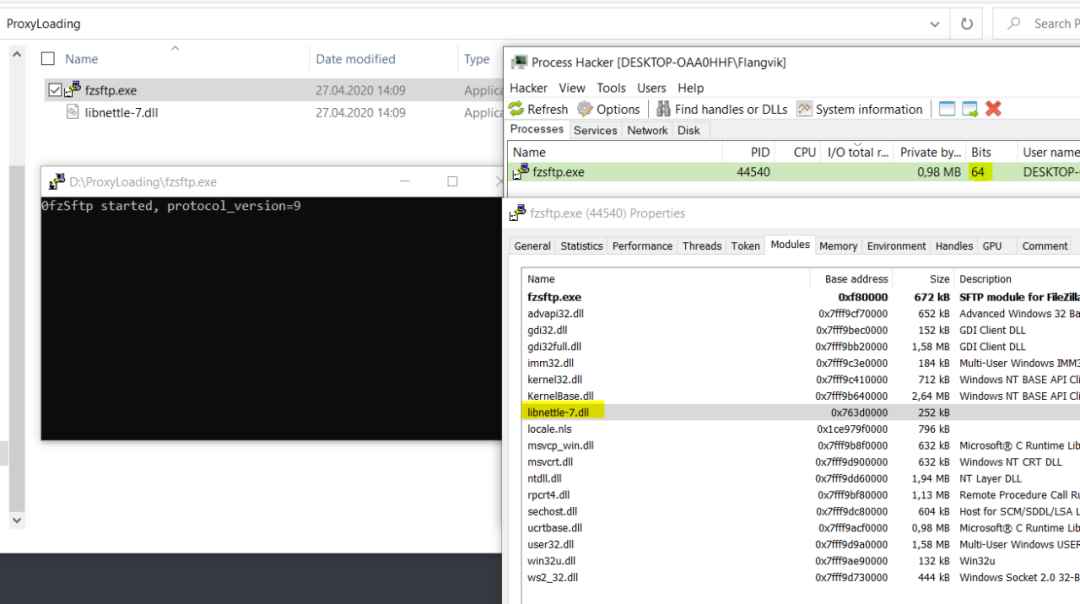 ProxyLoading
Search P
Name Date modified Type
fzsftp.exe 27.04.2020 14:09 Applica
libnettle-7.dll 27.04.2020 14:09 Applica
D:\ProxyLoading\fzsftp.exe
0fzSftp started, protocol_version=9
Process Hacker [DESKTOP-OAA0HHF\Flangvik]
Hacker View Tools Users Help
Refresh Options Find handles or DLLs System information
Processes Services Network Disk
Name PID CPU I/O total r... Private by... Bits User name
fzsftp.exe 44540 0,98 MB 64 DESKTOP-
fzsftp.exe (44540) Properties
General Statistics Performance Threads Token Modules Memory Environment Handles GPU Comment
Name Base address Size Description
fzsftp.exe 0xf80000 672 kB SFTP module for FileZilla
advapi32.dll 0x7fff9cf70000 652 kB Advanced Windows 32 Ba
gdi32.dll 0x7fff9bec0000 152 kB GDI Client DLL
gdi32full.dll 0x7fff9bb20000 1,58 MB GDI Client DLL
imm32.dll 0x7fff9c3e0000 184 kB Multi-User Windows IMM3
kernel32.dll 0x7fff9c410000 712 kB Windows NT BASE API Cli
KernelBase.dll 0x7fff9b640000 2,64 MB Windows NT BASE API Cli
libnettle-7.dll 0x763d0000 252 kB
locale.nls 0x1ce979f0000 796 kB
msvcp_win.dll 0x7fff9b8f0000 632 kB Microsoft® C Runtime Lib
msvcrt.dll 0x7fff9d900000 632 kB Windows NT CRT DLL
ntdll.dll 0x7fff9dd60000 1,94 MB NT Layer DLL
rpcrt4.dll 0x7fff9bf80000 1,13 MB Remote Procedure Call Ru
sechost.dll 0x7fff9dc80000 604 kB Host for SCM/SDDL/LSA L
ucrtbase.dll 0x7fff9acf0000 0,98 MB Microsoft® C Runtime Lib
user32.dll 0x7fff9d9a0000 1,58 MB Multi-User Windows USER
win32u.dll 0x7fff9ae90000 132 kB Win32u
ws2_32.dll 0x7fff9d730000 444 kB Windows Socket 2.0 32-B